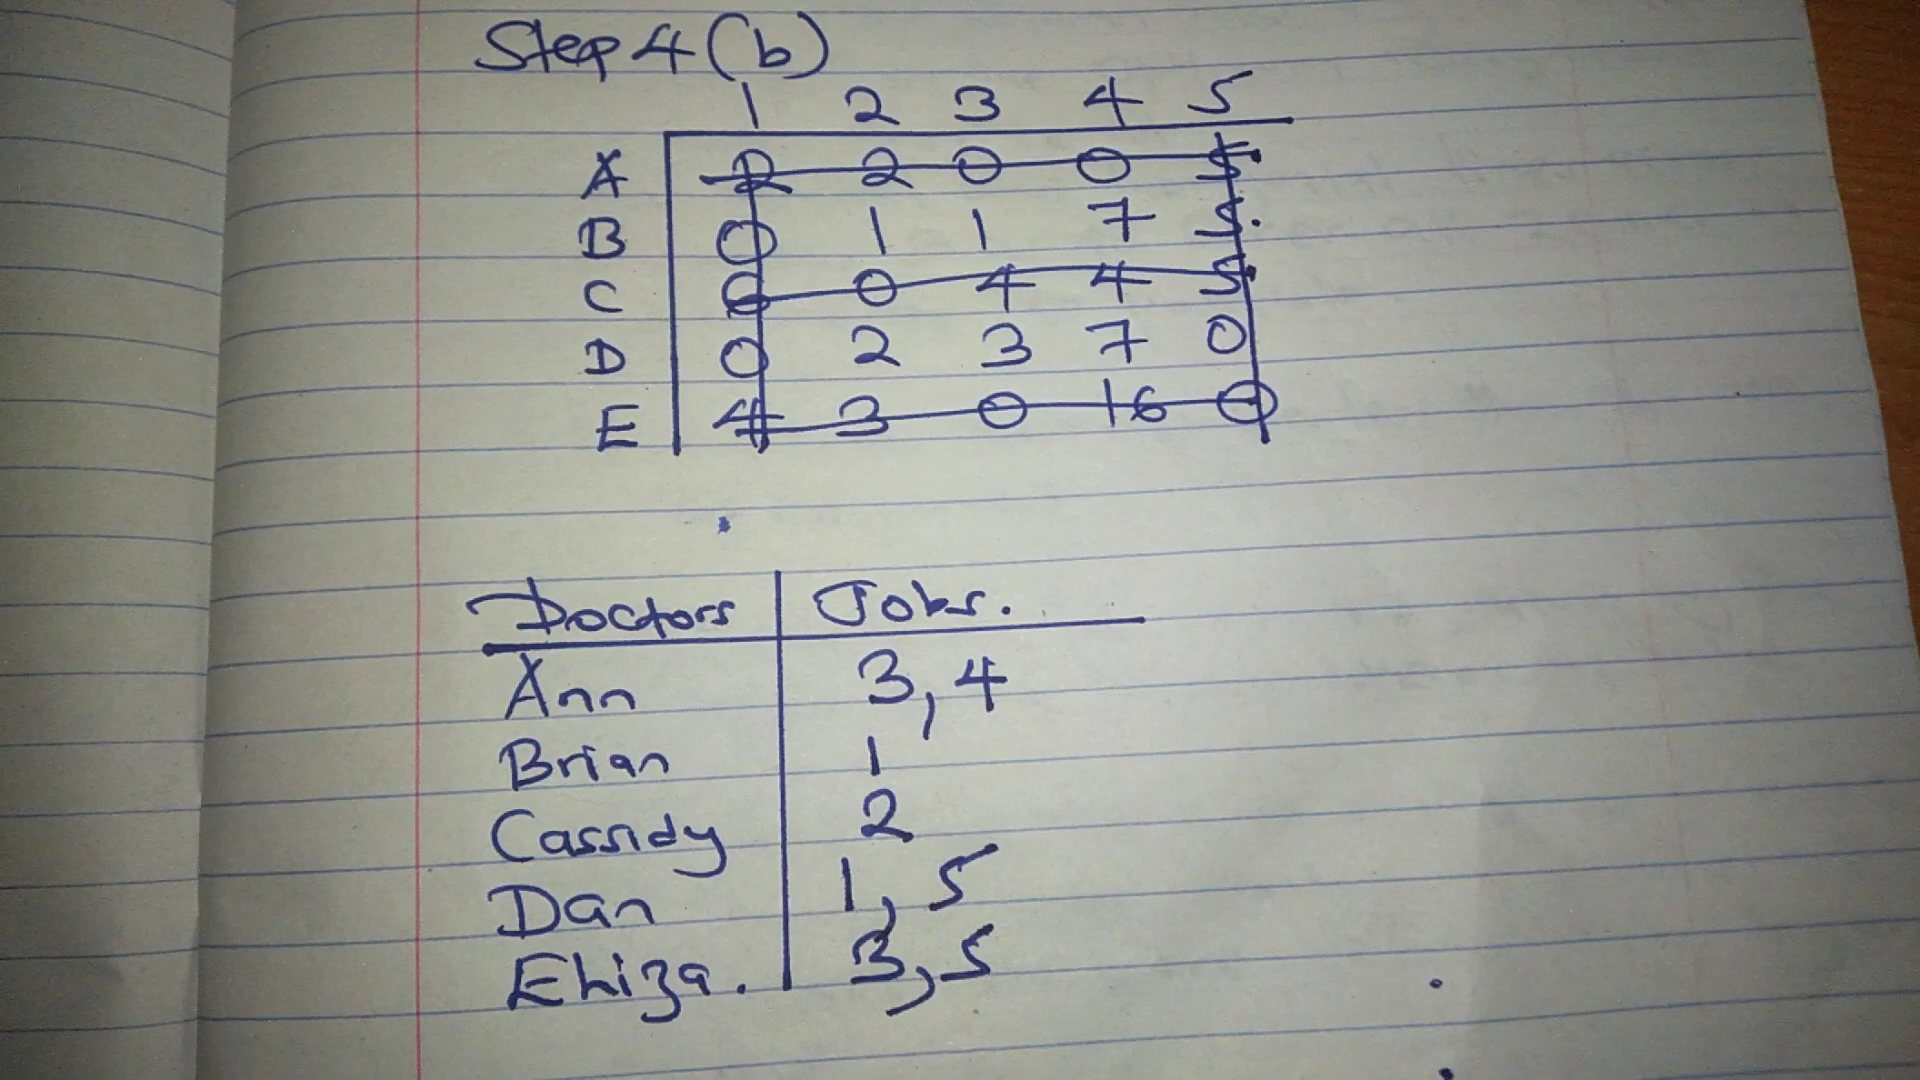 Step 4 (b)
1 2 3 4 5
A 2 2 0 0 5
B 0 1 1 7 5.
C 0 0 4 4 5
D 0 2 3 7 0
E 4 3 0 16 0
Doctors Jobs.
Ann 3, 4
Brian 1
Cassidy 2
Dan 1, 5
Ehiza. 3, 5